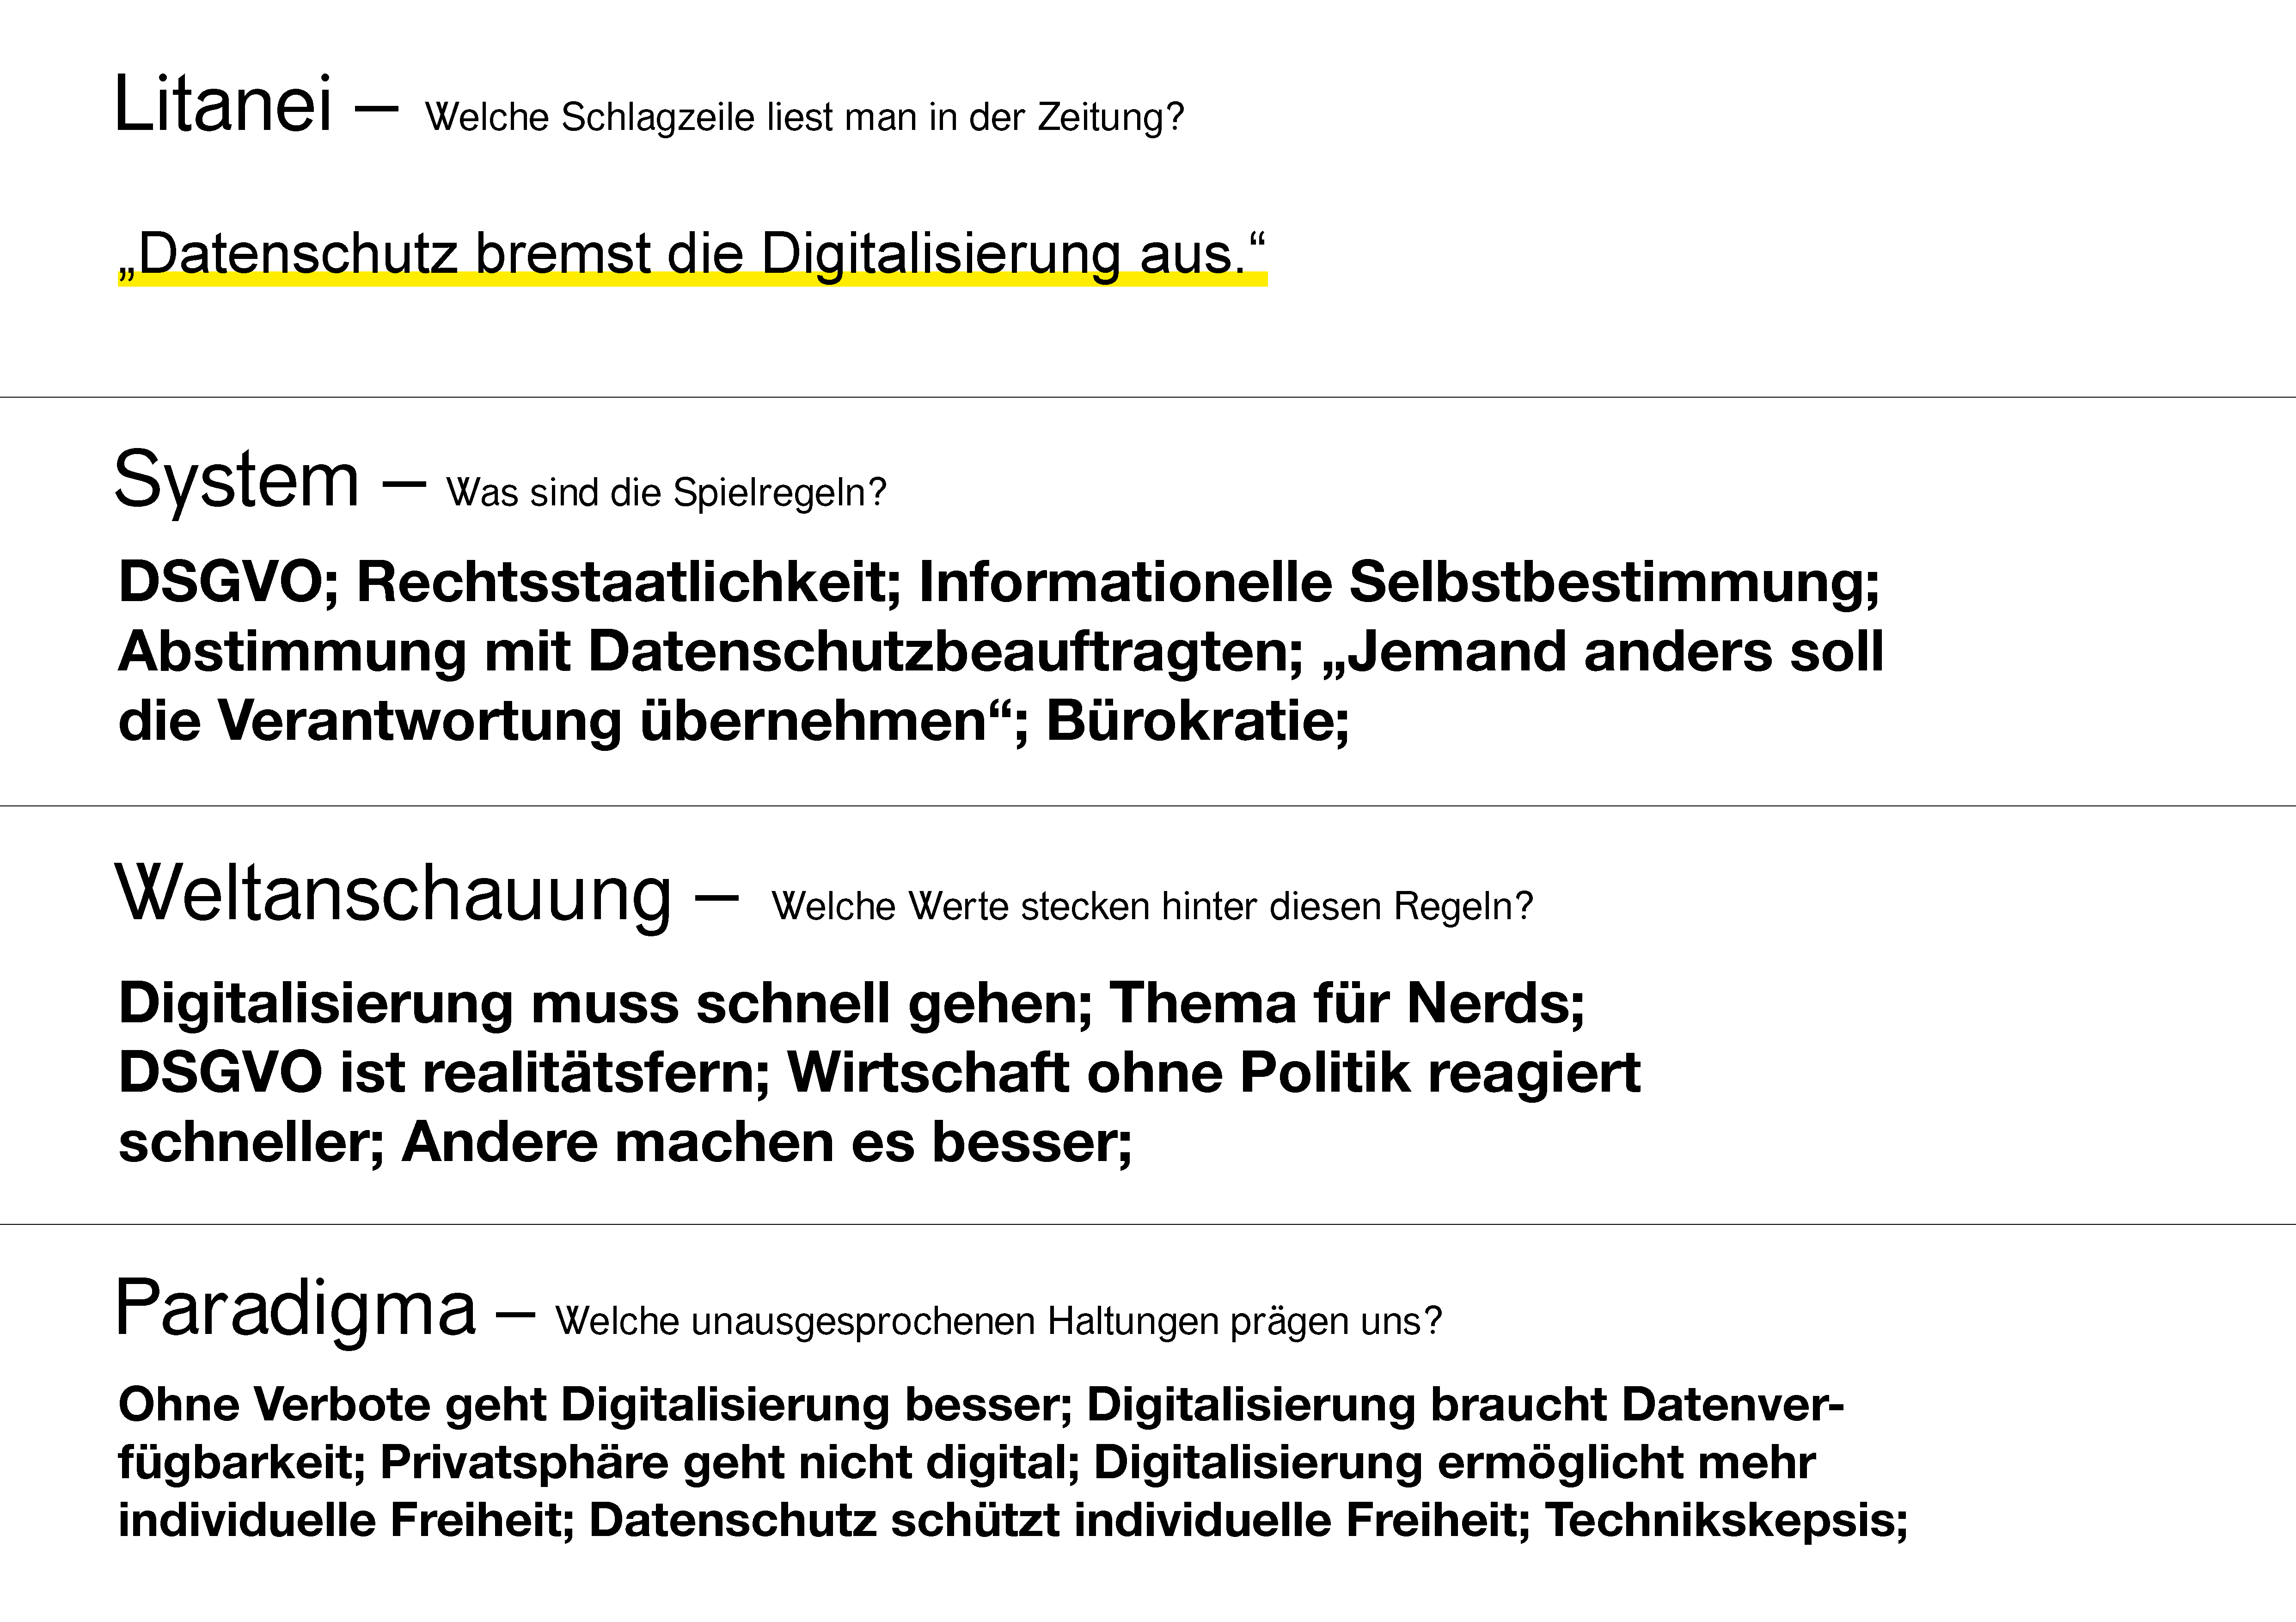 Litanei – Welche Schlagzeile liest man in der Zeitung?
„Datenschutz bremst die Digitalisierung aus.“
System – Was sind die Spielregeln?
DSGVO; Rechtsstaatlichkeit; Informationelle Selbstbestimmung;
Abstimmung mit Datenschutzbeauftragten; „Jemand anders soll
die Verantwortung übernehmen“; Bürokratie;
Weltanschauung – Welche Werte stecken hinter diesen Regeln?
Digitalisierung muss schnell gehen; Thema für Nerds;
DSGVO ist realitätsfern; Wirtschaft ohne Politik reagiert
schneller; Andere machen es besser;
Paradigma – Welche unausgesprochenen Haltungen prägen uns?
Ohne Verbote geht Digitalisierung besser; Digitalisierung braucht Datenver-
fügbarkeit; Privatsphäre geht nicht digital; Digitalisierung ermöglicht mehr
individuelle Freiheit; Datenschutz schützt individuelle Freiheit; Technikskepsis;